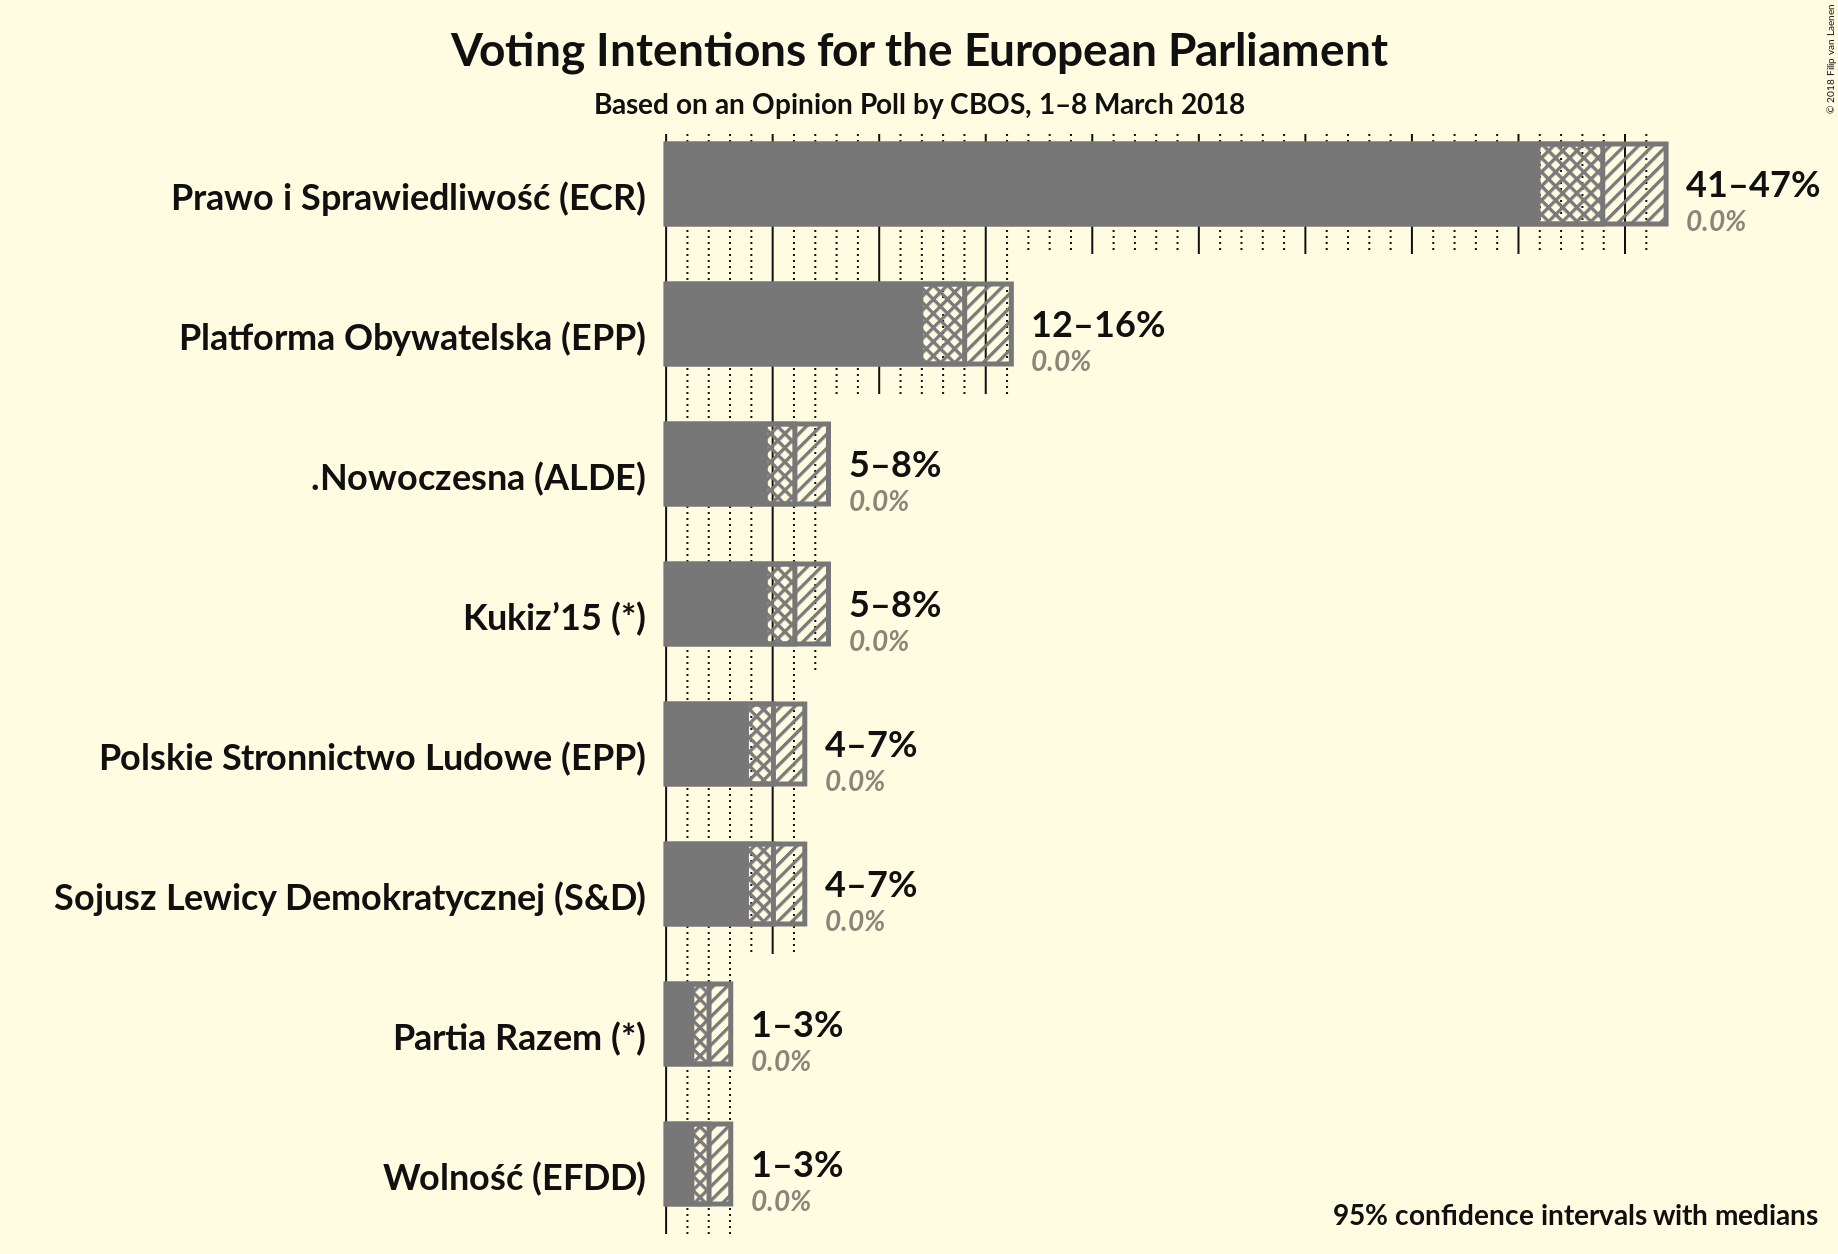 Voting Intentions for the European Parliament
Based on an Opinion Poll by CBOS, 1–8 March 2018
© 2018 Filip van Laenen
Prawo i Sprawiedliwość (ECR)
41–47%
0.0%
Platforma Obywatelska (EPP)
12–16%
0.0%
.Nowoczesna (ALDE)
5–8%
0.0%
Kukiz’15 (*)
5–8%
0.0%
Polskie Stronnictwo Ludowe (EPP)
4–7%
0.0%
Sojusz Lewicy Demokratycznej (S&D)
4–7%
0.0%
Partia Razem (*)
1–3%
0.0%
Wolność (EFDD)
1–3%
0.0%
95% confidence intervals with medians